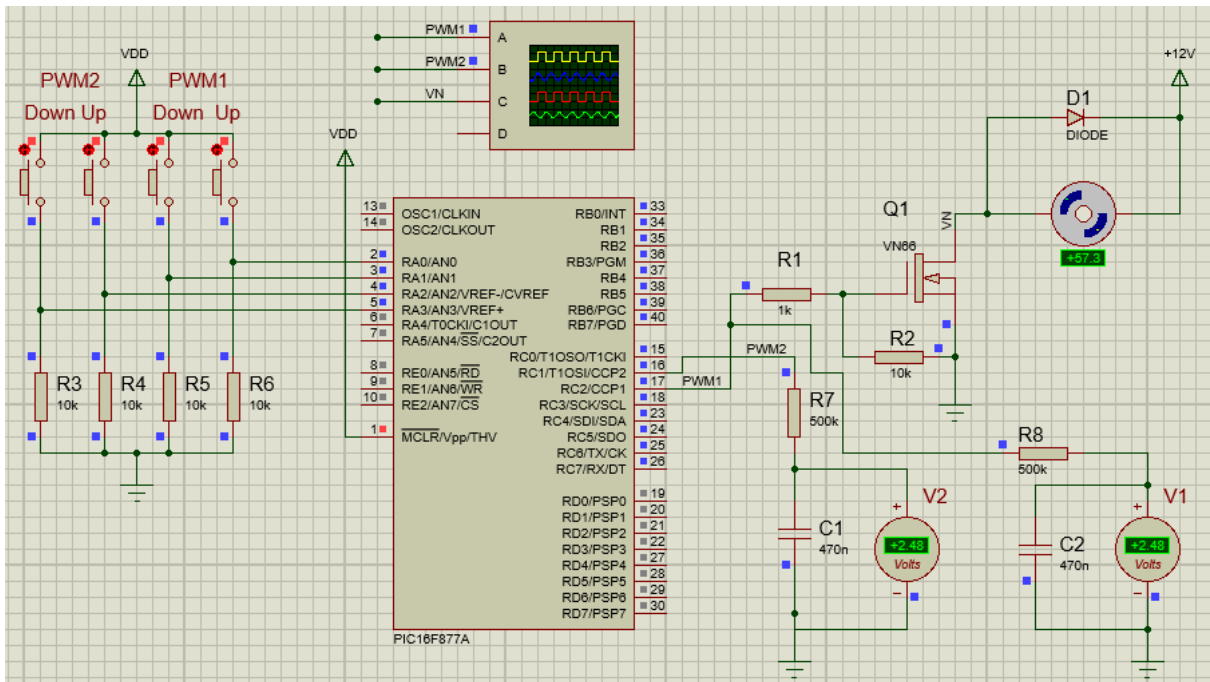 PWM1
A
PWM2
B
VN
C
D
VDD
PWM2 PWM1
Down Up Down Up
VDD
+12V
D1
DIODE
+57.3
Q1
VN
VN66
R1
1k
R2
10k
13 OSC1/CLKIN
14 OSC2/CLKOUT
2 RA0/AN0
3 RA1/AN1
4 RA2/AN2/VREF-/CVREF
5 RA3/AN3/VREF+
6 RA4/T0CKI/C1OUT
7 RA5/AN4/SS/C2OUT
8 RE0/AN5/RD
9 RE1/AN6/WR
10 RE2/AN7/CS
1 MCLR/Vpp/THV
RB0/INT 33
RB1 34
RB2 35
RB3/PGM 36
RB4 37
RB5 38
RB6/PGC 39
RB7/PGD 40
RC0/T1OSO/T1CKI 15
RC1/T1OSI/CCP2 16
RC2/CCP1 17
RC3/SCK/SCL 18
RC4/SDI/SDA 23
RC5/SDO 24
RC6/TX/CK 25
RC7/RX/DT 26
RD0/PSP0 19
RD1/PSP1 20
RD2/PSP2 21
RD3/PSP3 22
RD4/PSP4 27
RD5/PSP5 28
RD6/PSP6 29
RD7/PSP7 30
PIC16F877A
PWM2
PWM1
R3
10k
R4
10k
R5
10k
R6
10k
R7
500k
R8
500k
C1
470n
V2
+
+2.48
Volts
-
C2
470n
V1
+
+2.48
Volts
-